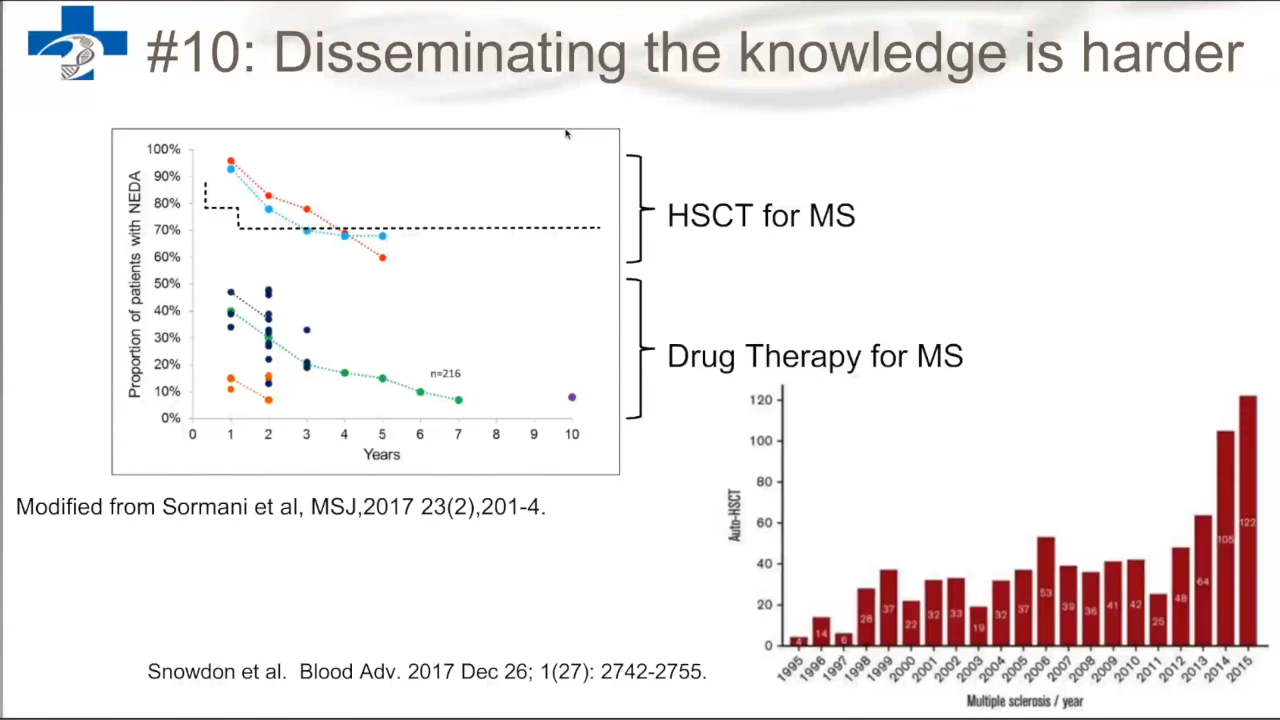 #10: Disseminating the knowledge is harder
100%
90%
80%
70%
60%
50%
40%
30%
20%
10%
0%
Proportion of patients with NEDA
n=216
0 1 2 3 4 5 6 7 8 9 10
Years
HSCT for MS
Drug Therapy for MS
Modified from Sormani et al, MSJ,2017 23(2),201-4.
120
100
80
60
40
20
0
Auto-HSCT
4 14 6 28 37 22 32 33 19 32 37 53 39 36 41 42 25 48 64 105 122
1995 1996 1997 1998 1999 2000 2001 2002 2003 2004 2005 2006 2007 2008 2009 2010 2011 2012 2013 2014 2015
Multiple sclerosis / year
Snowdon et al. Blood Adv. 2017 Dec 26; 1(27): 2742-2755.